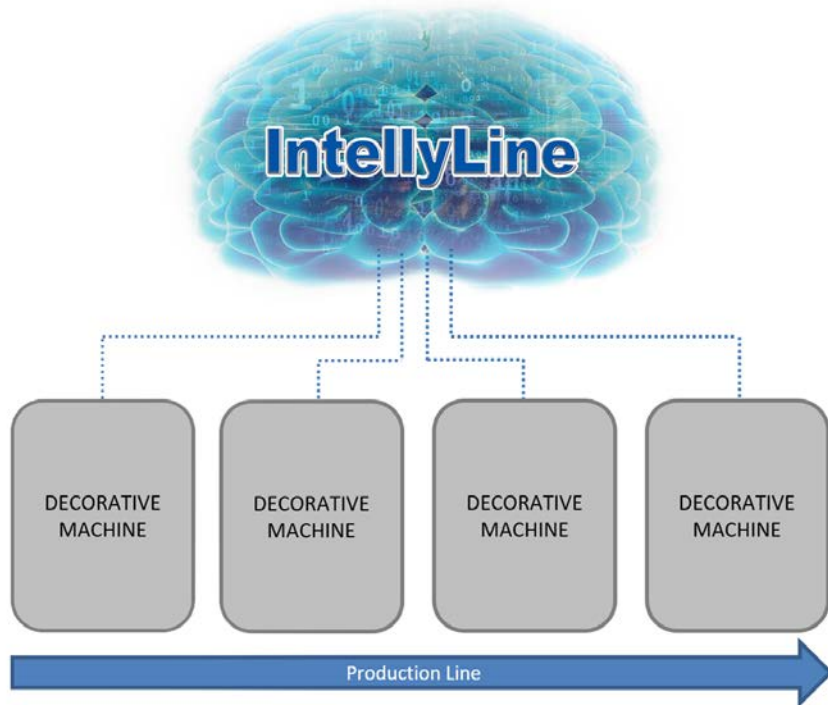 IntellyLine
DECORATIVE
MACHINE
DECORATIVE
MACHINE
DECORATIVE
MACHINE
DECORATIVE
MACHINE
Production Line